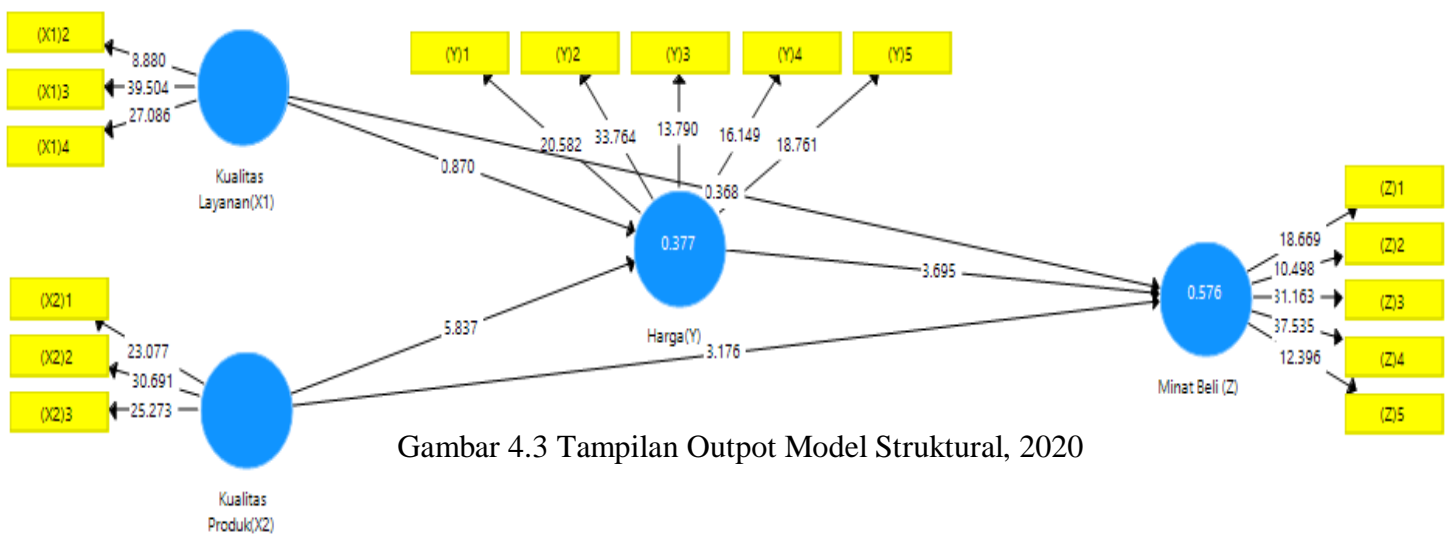 (X1)2
(X1)3
(X1)4
8.880
39.504
27.086
Kualitas
Layanan(X1)
(Y)1
(Y)2
(Y)3
(Y)4
(Y)5
20.582
33.764
13.790
16.149
18.761
0.870
0.368
0.377
Harga(Y)
3.695
5.837
3.176
(X2)1
(X2)2
(X2)3
23.077
30.691
25.273
Kualitas
Produk(X2)
0.576
Minat Beli (Z)
18.669
10.498
31.163
37.535
12.396
(Z)1
(Z)2
(Z)3
(Z)4
(Z)5
Gambar 4.3 Tampilan Outpot Model Struktural, 2020